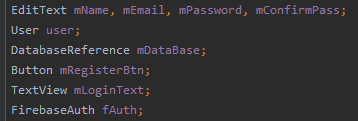 EditText mName, mEmail, mPassword, mConfirmPass;
User user;
DatabaseReference mDataBase;
Button mRegisterBtn;
TextView mLoginText;
FirebaseAuth fAuth;